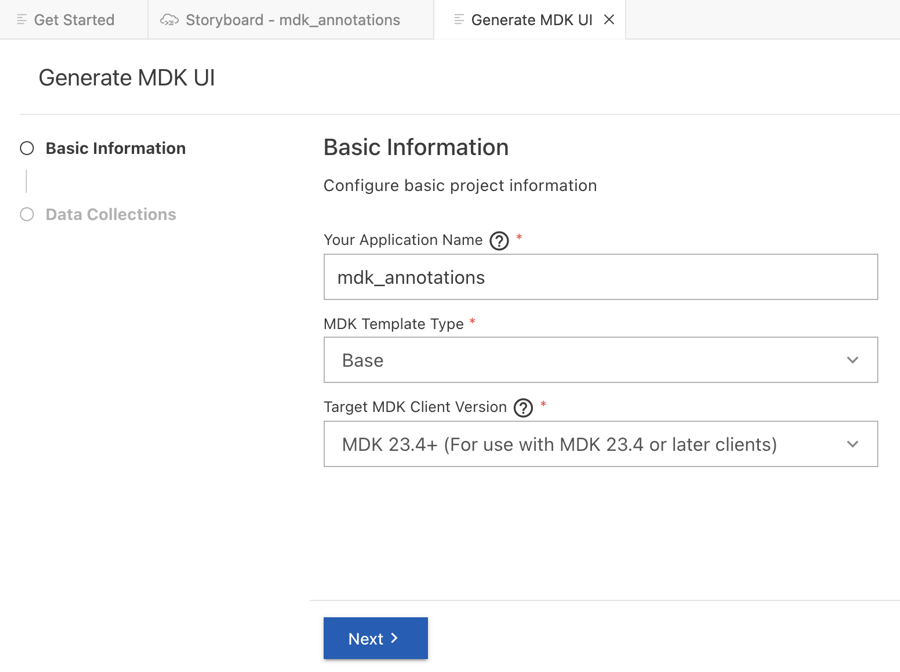 Get Started
Storyboard - mdk_annotations
Generate MDK UI
Generate MDK UI
Basic Information
Data Collections
Basic Information
Configure basic project information
Your Application Name ? *
mdk_annotations
MDK Template Type *
Base
Target MDK Client Version ? *
MDK 23.4+ (For use with MDK 23.4 or later clients)
Next